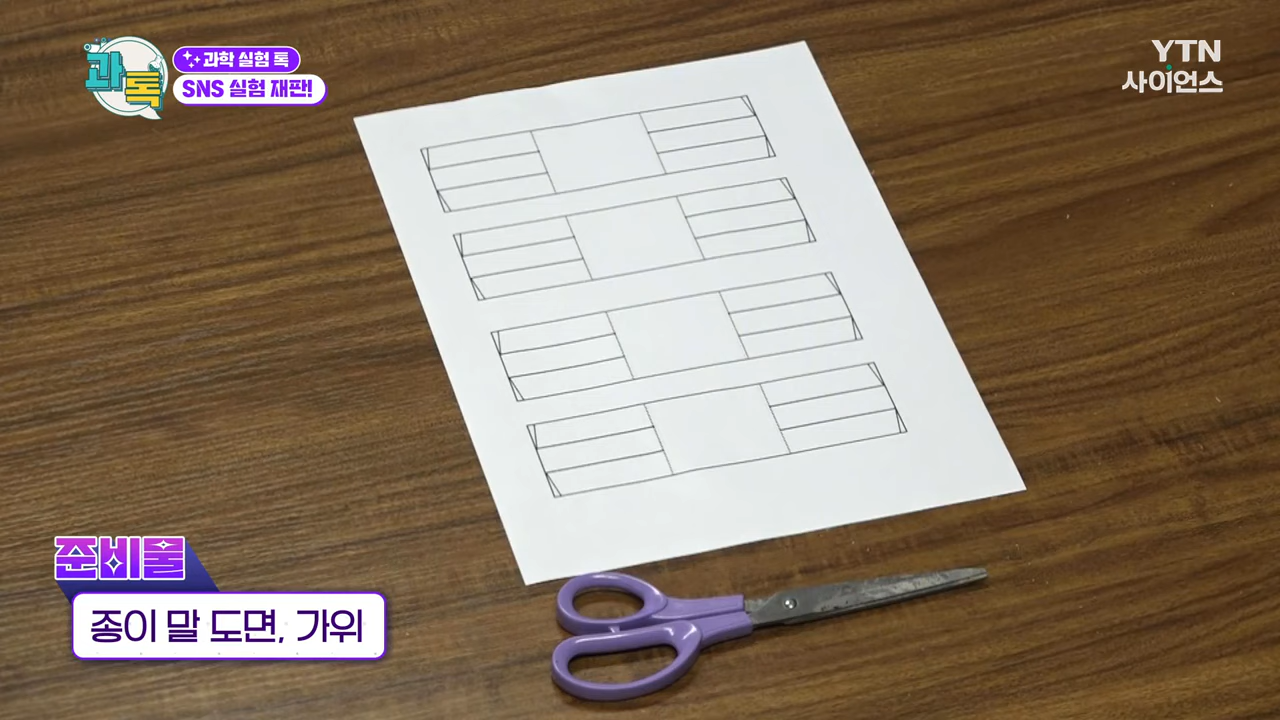 과톡
과학 실험 톡
SNS 실험 재판!
YTN
사이언스
준비물
종이 말 도면, 가위